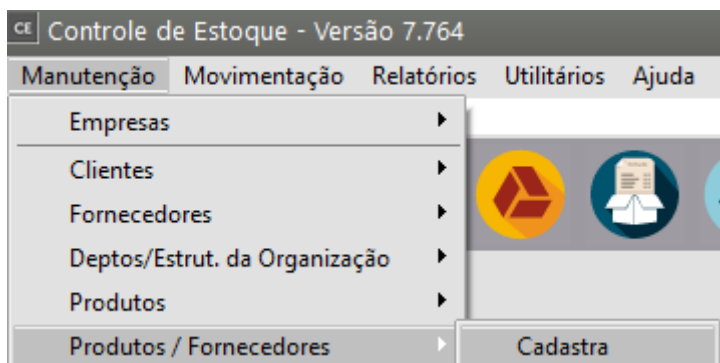 CE Controle de Estoque - Versão 7.764
Manutenção Movimentação Relatórios Utilitários Ajuda
Empresas
Clientes
Fornecedores
Deptos/Estrut. da Organização
Produtos
Produtos / Fornecedores Cadastra